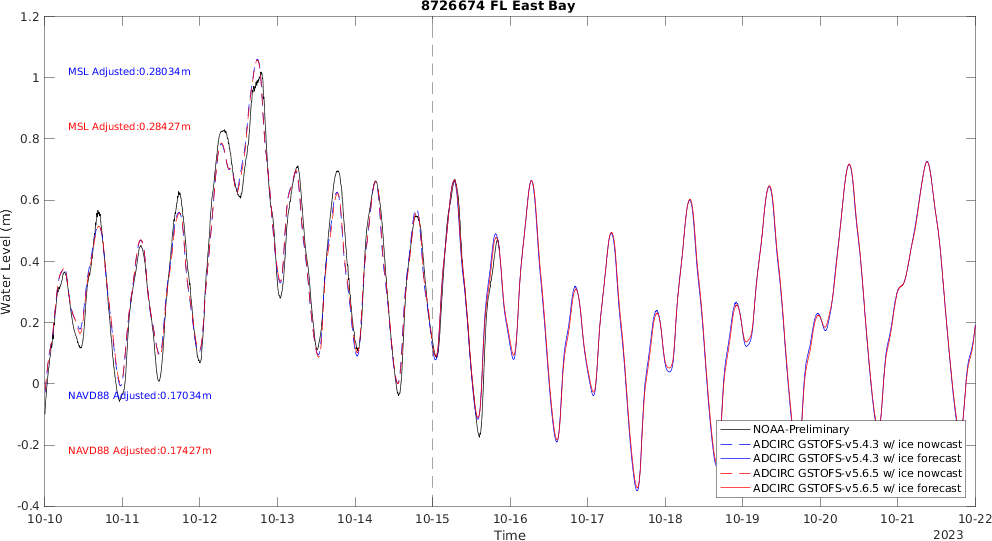 8726674 FL East Bay
1.2
1
0.8
0.6
0.4
0.2
0
-0.2
-0.4
Water Level (m)
MSL Adjusted:0.28034m
MSL Adjusted:0.28427m
NAVD88 Adjusted:0.17034m
NAVD88 Adjusted:0.17427m
NOAA-Preliminary
ADCIRC GSTOFS-v5.4.3 w/ ice nowcast
ADCIRC GSTOFS-v5.4.3 w/ ice forecast
ADCIRC GSTOFS-v5.6.5 w/ ice nowcast
ADCIRC GSTOFS-v5.6.5 w/ ice forecast
10-10 10-11 10-12 10-13 10-14 10-15 10-16 10-17 10-18 10-19 10-20 10-21 10-22
Time
2023